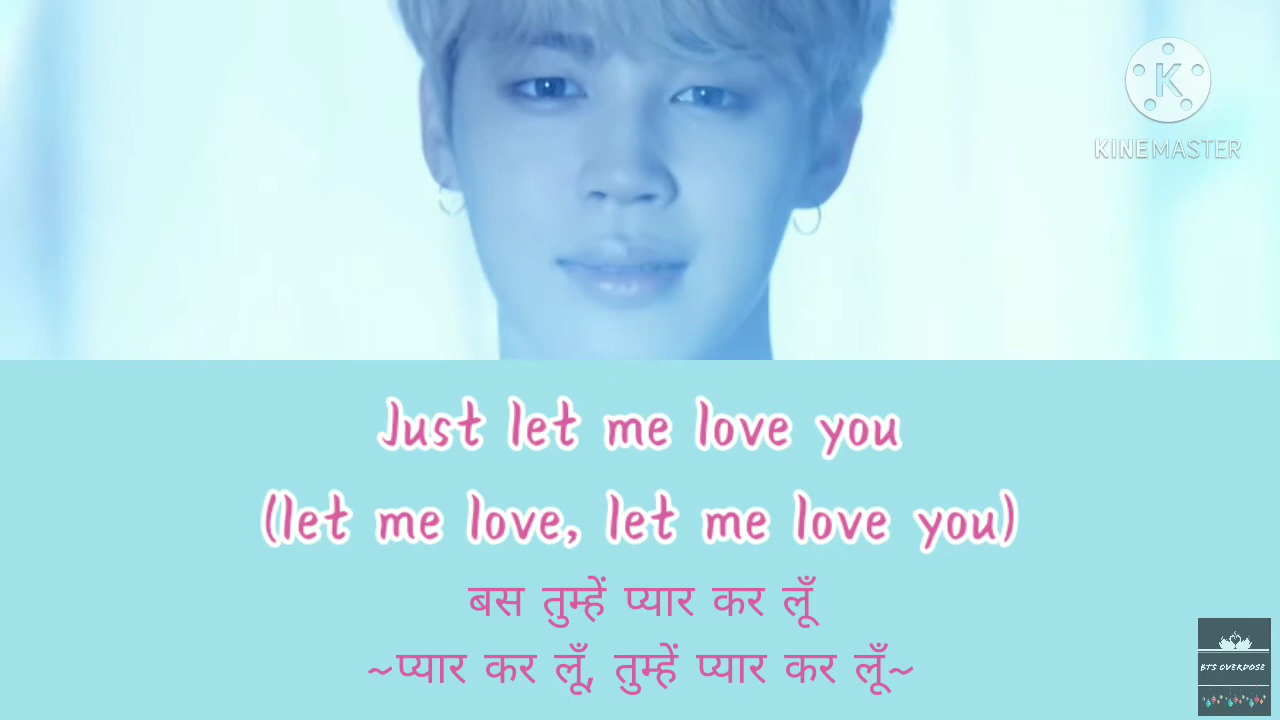 K
KINEMASTER
Just let me love you
(let me love, let me love you)
बस तुम्हें प्यार कर लूँ
~प्यार कर लूँ, तुम्हें प्यार कर लूँ~
BTS OVERDOSE